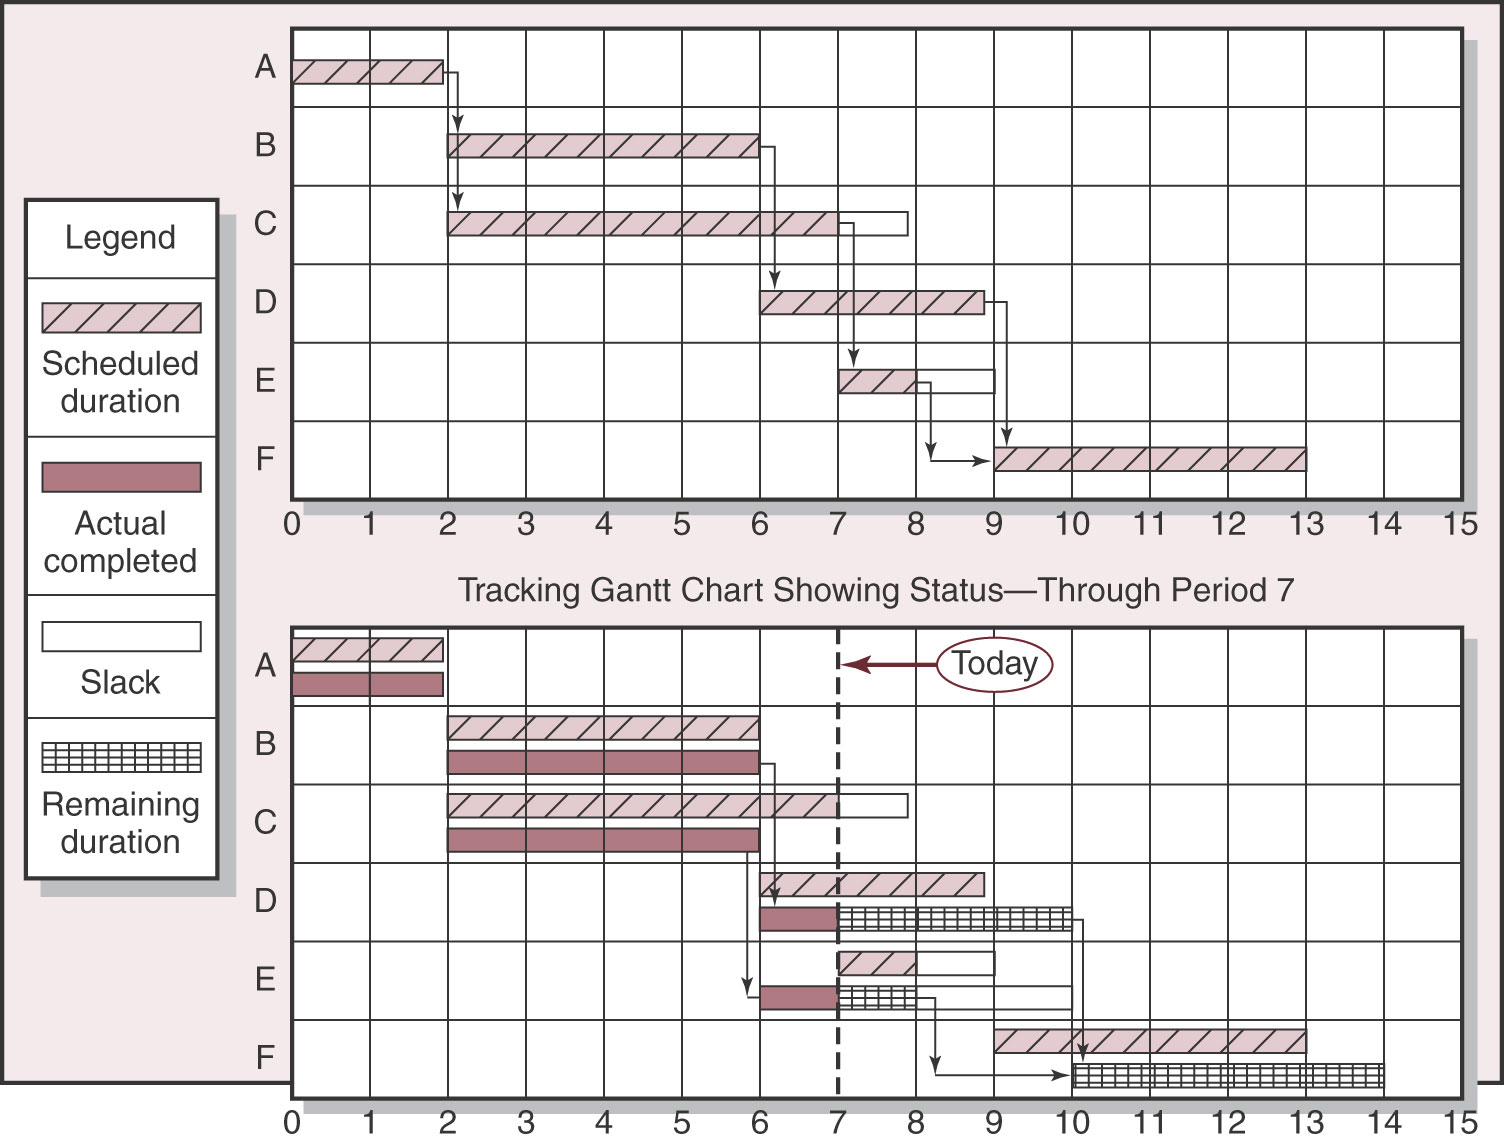 A
B
C
D
E
F
0 1 2 3 4 5 6 7 8 9 10 11 12 13 14 15
Legend
Scheduled
duration
Actual
completed
Slack
Remaining
duration
Tracking Gantt Chart Showing Status—Through Period 7
Today
A
B
C
D
E
F
0 1 2 3 4 5 6 7 8 9 10 11 12 13 14 15